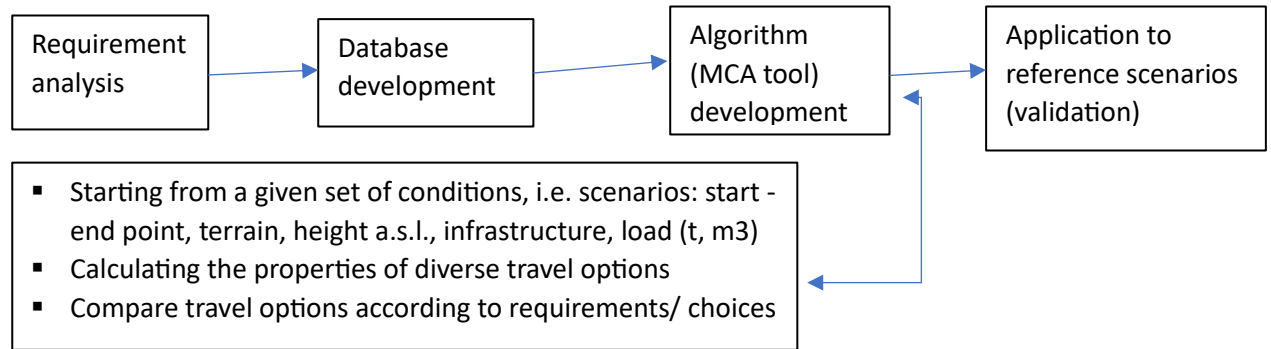 Requirement
analysis
Database
development
Algorithm
(MCA tool)
development
Application to
reference scenarios
(validation)
▪ Starting from a given set of conditions, i.e. scenarios: start -
end point, terrain, height a.s.l., infrastructure, load (t, m3)
▪ Calculating the properties of diverse travel options
▪ Compare travel options according to requirements/ choices